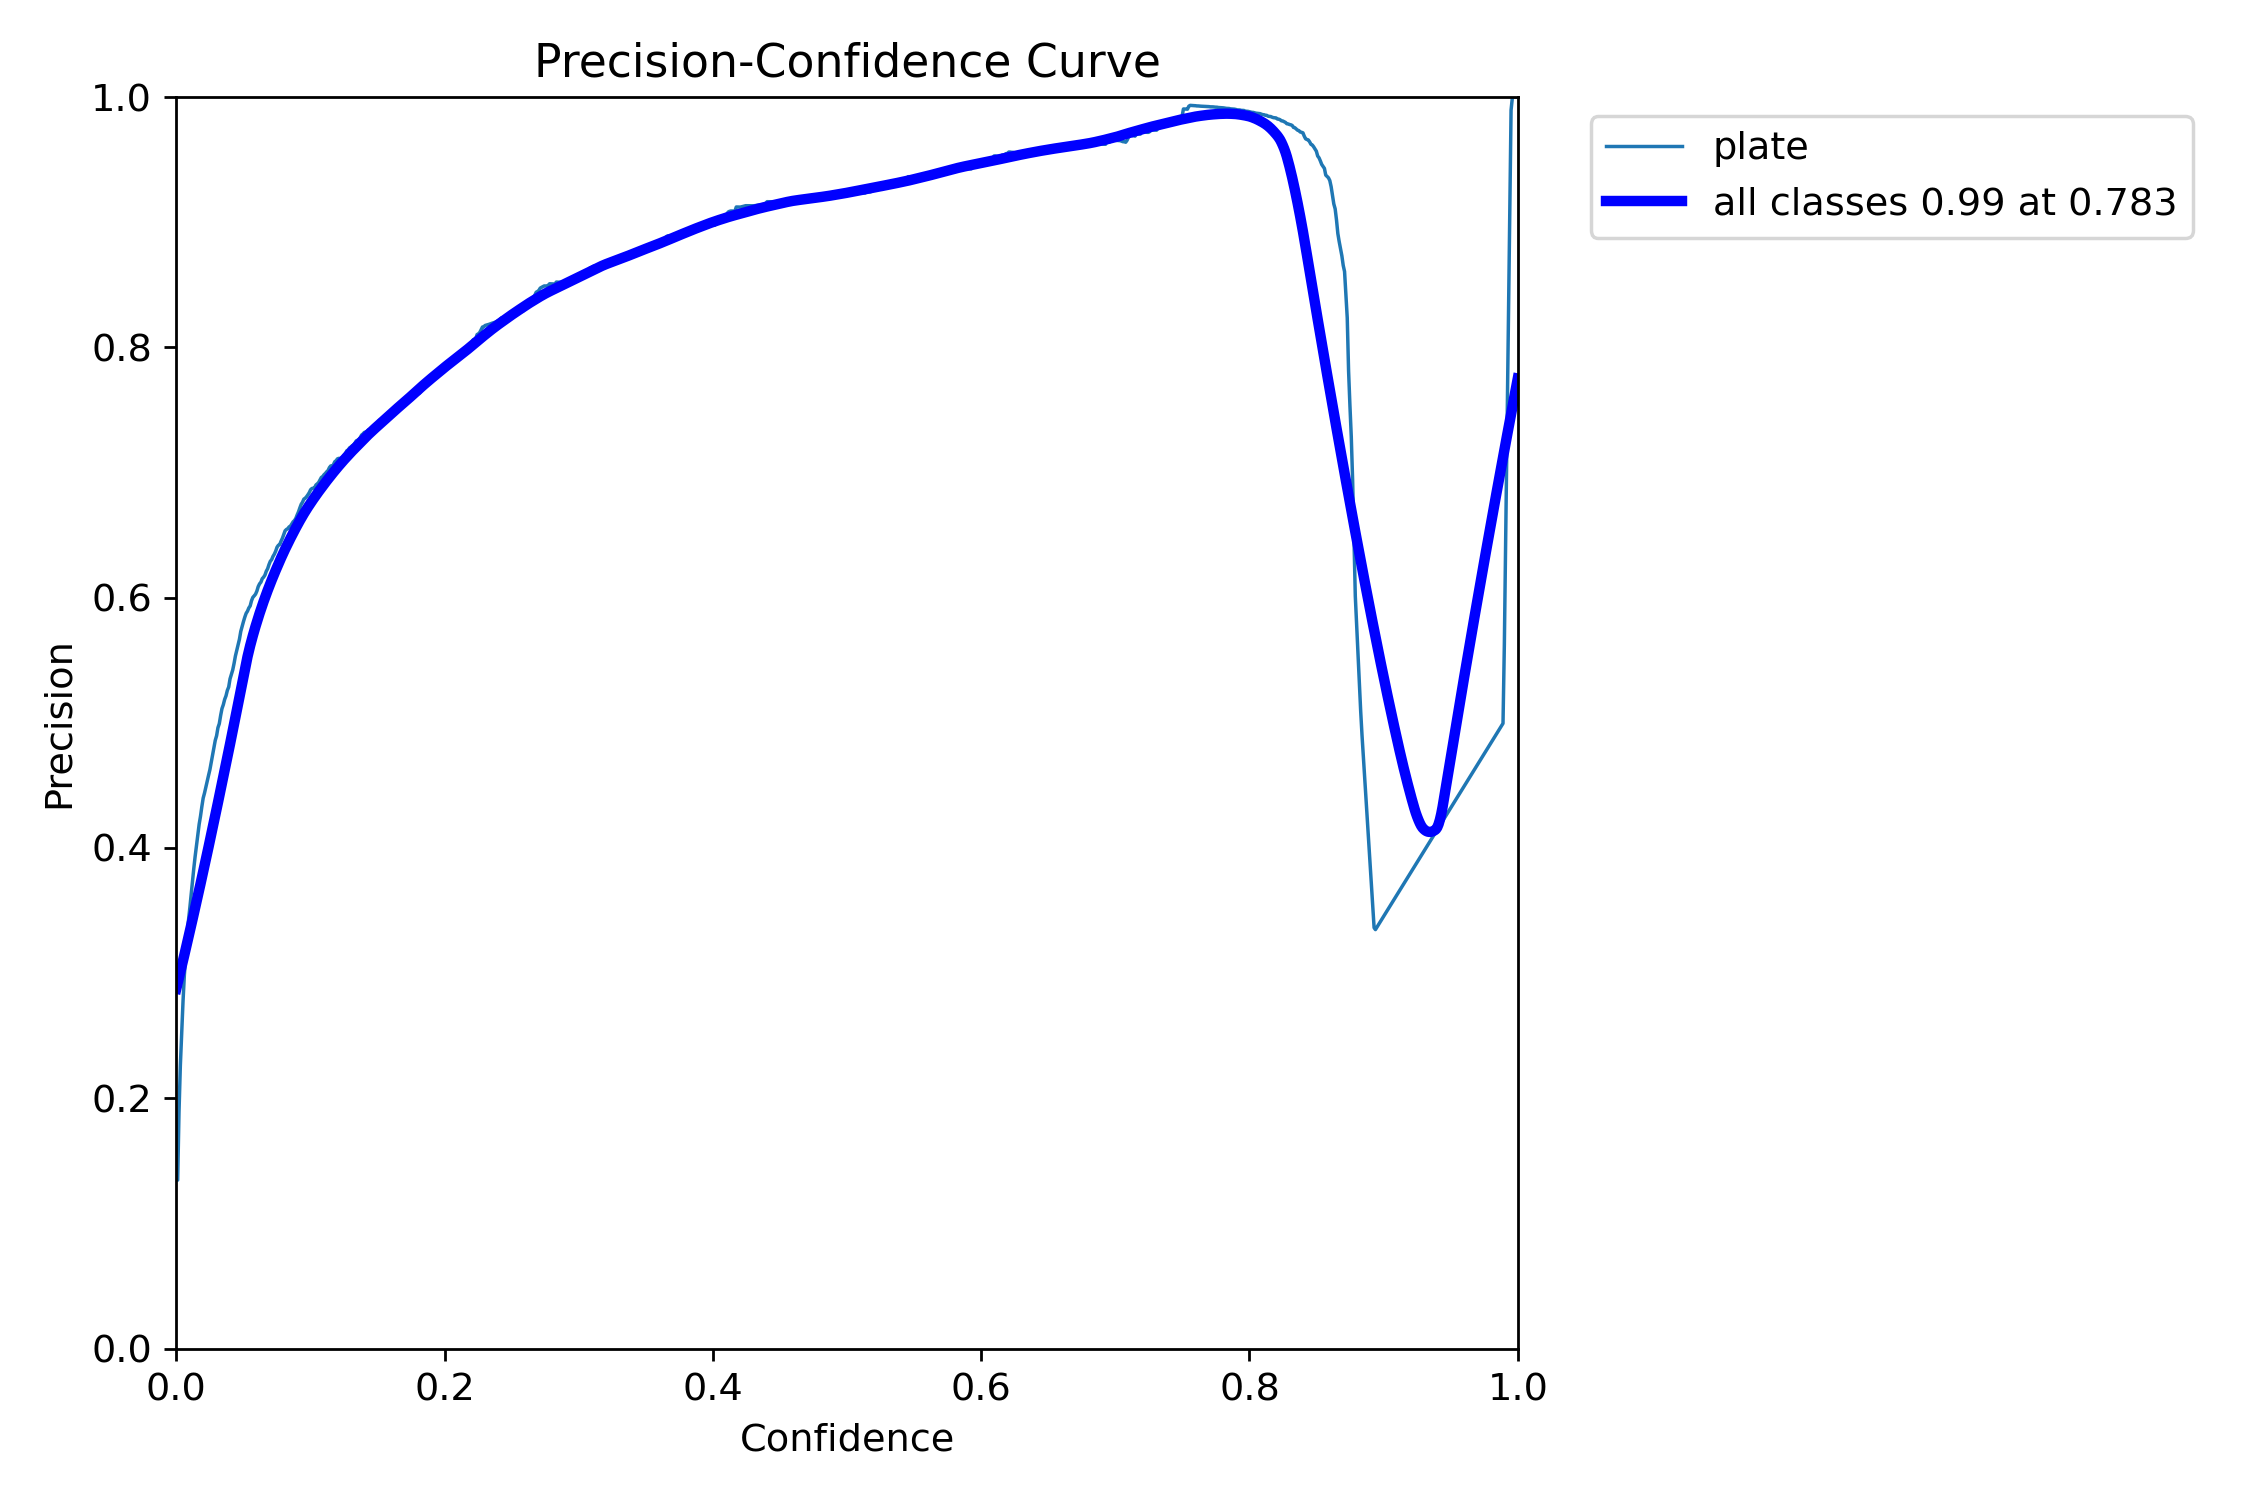 Precision-Confidence Curve
1.0
0.8
0.6
0.4
0.2
0.0
Precision
0.0 0.2 0.4 0.6 0.8 1.0
Confidence
plate
all classes 0.99 at 0.783